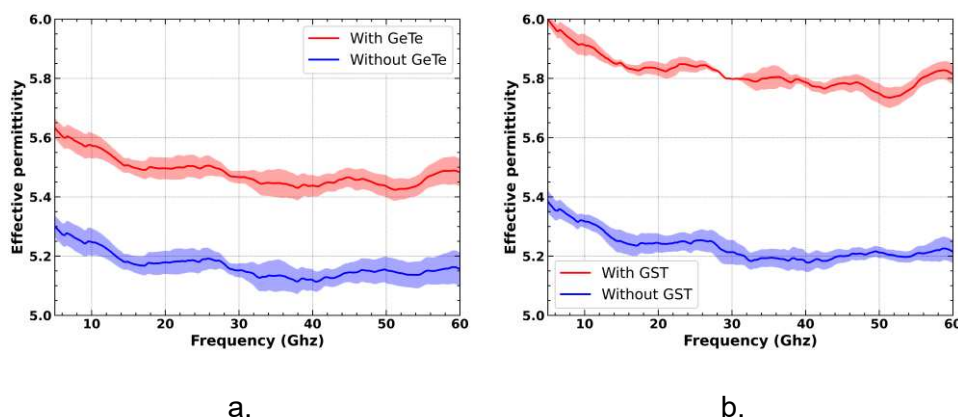 6.0
5.8
5.6
5.4
5.2
5.0
Effective permittivity
With GeTe
Without GeTe
10 20 30 40 50 60
Frequency (Ghz)
a.
6.0
5.8
5.6
5.4
5.2
5.0
Effective permittivity
With GST
Without GST
10 20 30 40 50 60
Frequency (Ghz)
b.